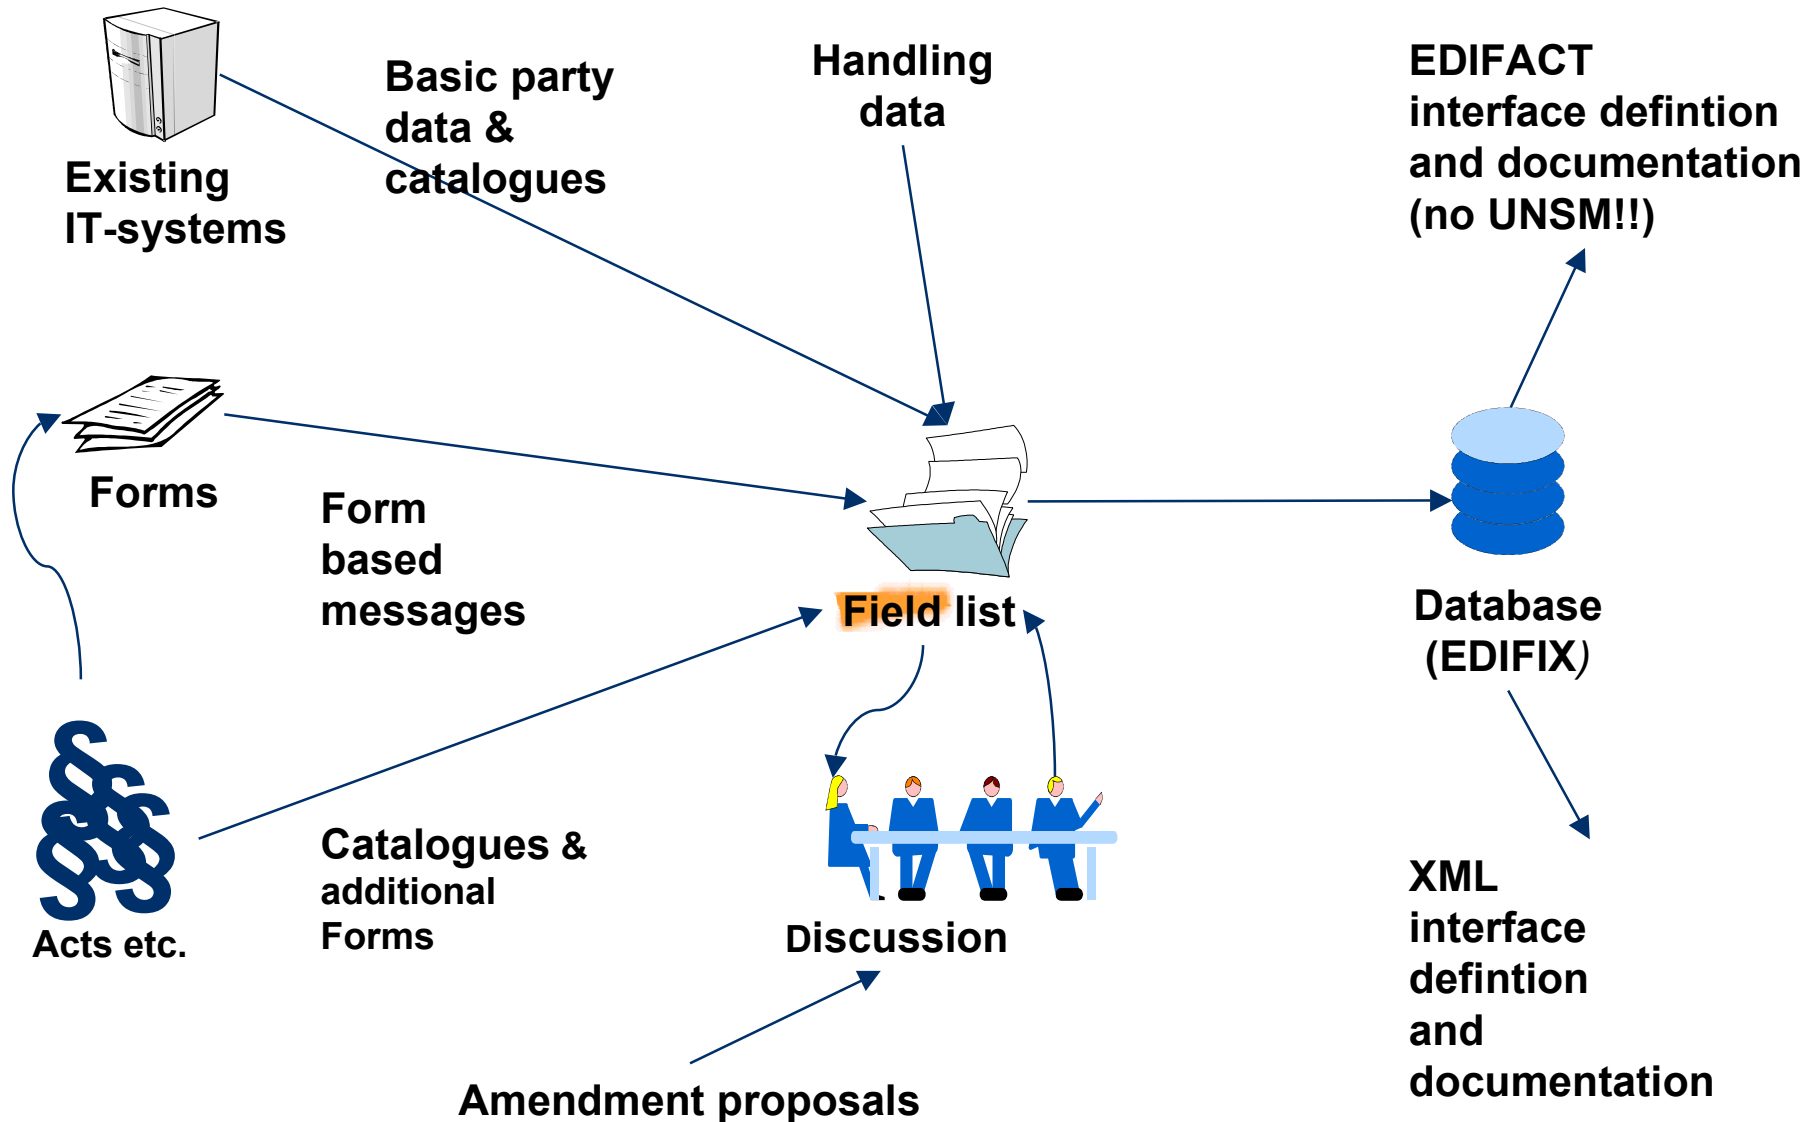 Existing
IT-systems
Basic party
data &
catalogues
Handling
data
EDIFACT
interface defintion
and documentation
(no UNSM!!)
Forms
Form
based
messages
Field list
Database
(EDIFIX)
§§§§§§§
Acts etc.
Catalogues &
additional
Forms
Discussion
XML
interface
defintion
and
documentation
Amendment proposals